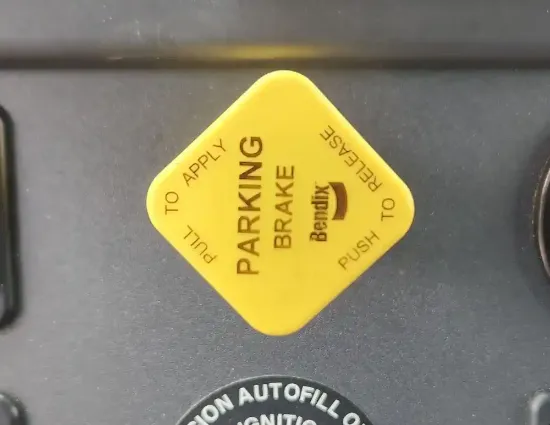 PULL TO APPLY
PARKING
BRAKE
Bendix
PUSH TO RELEASE
AUTOFILL